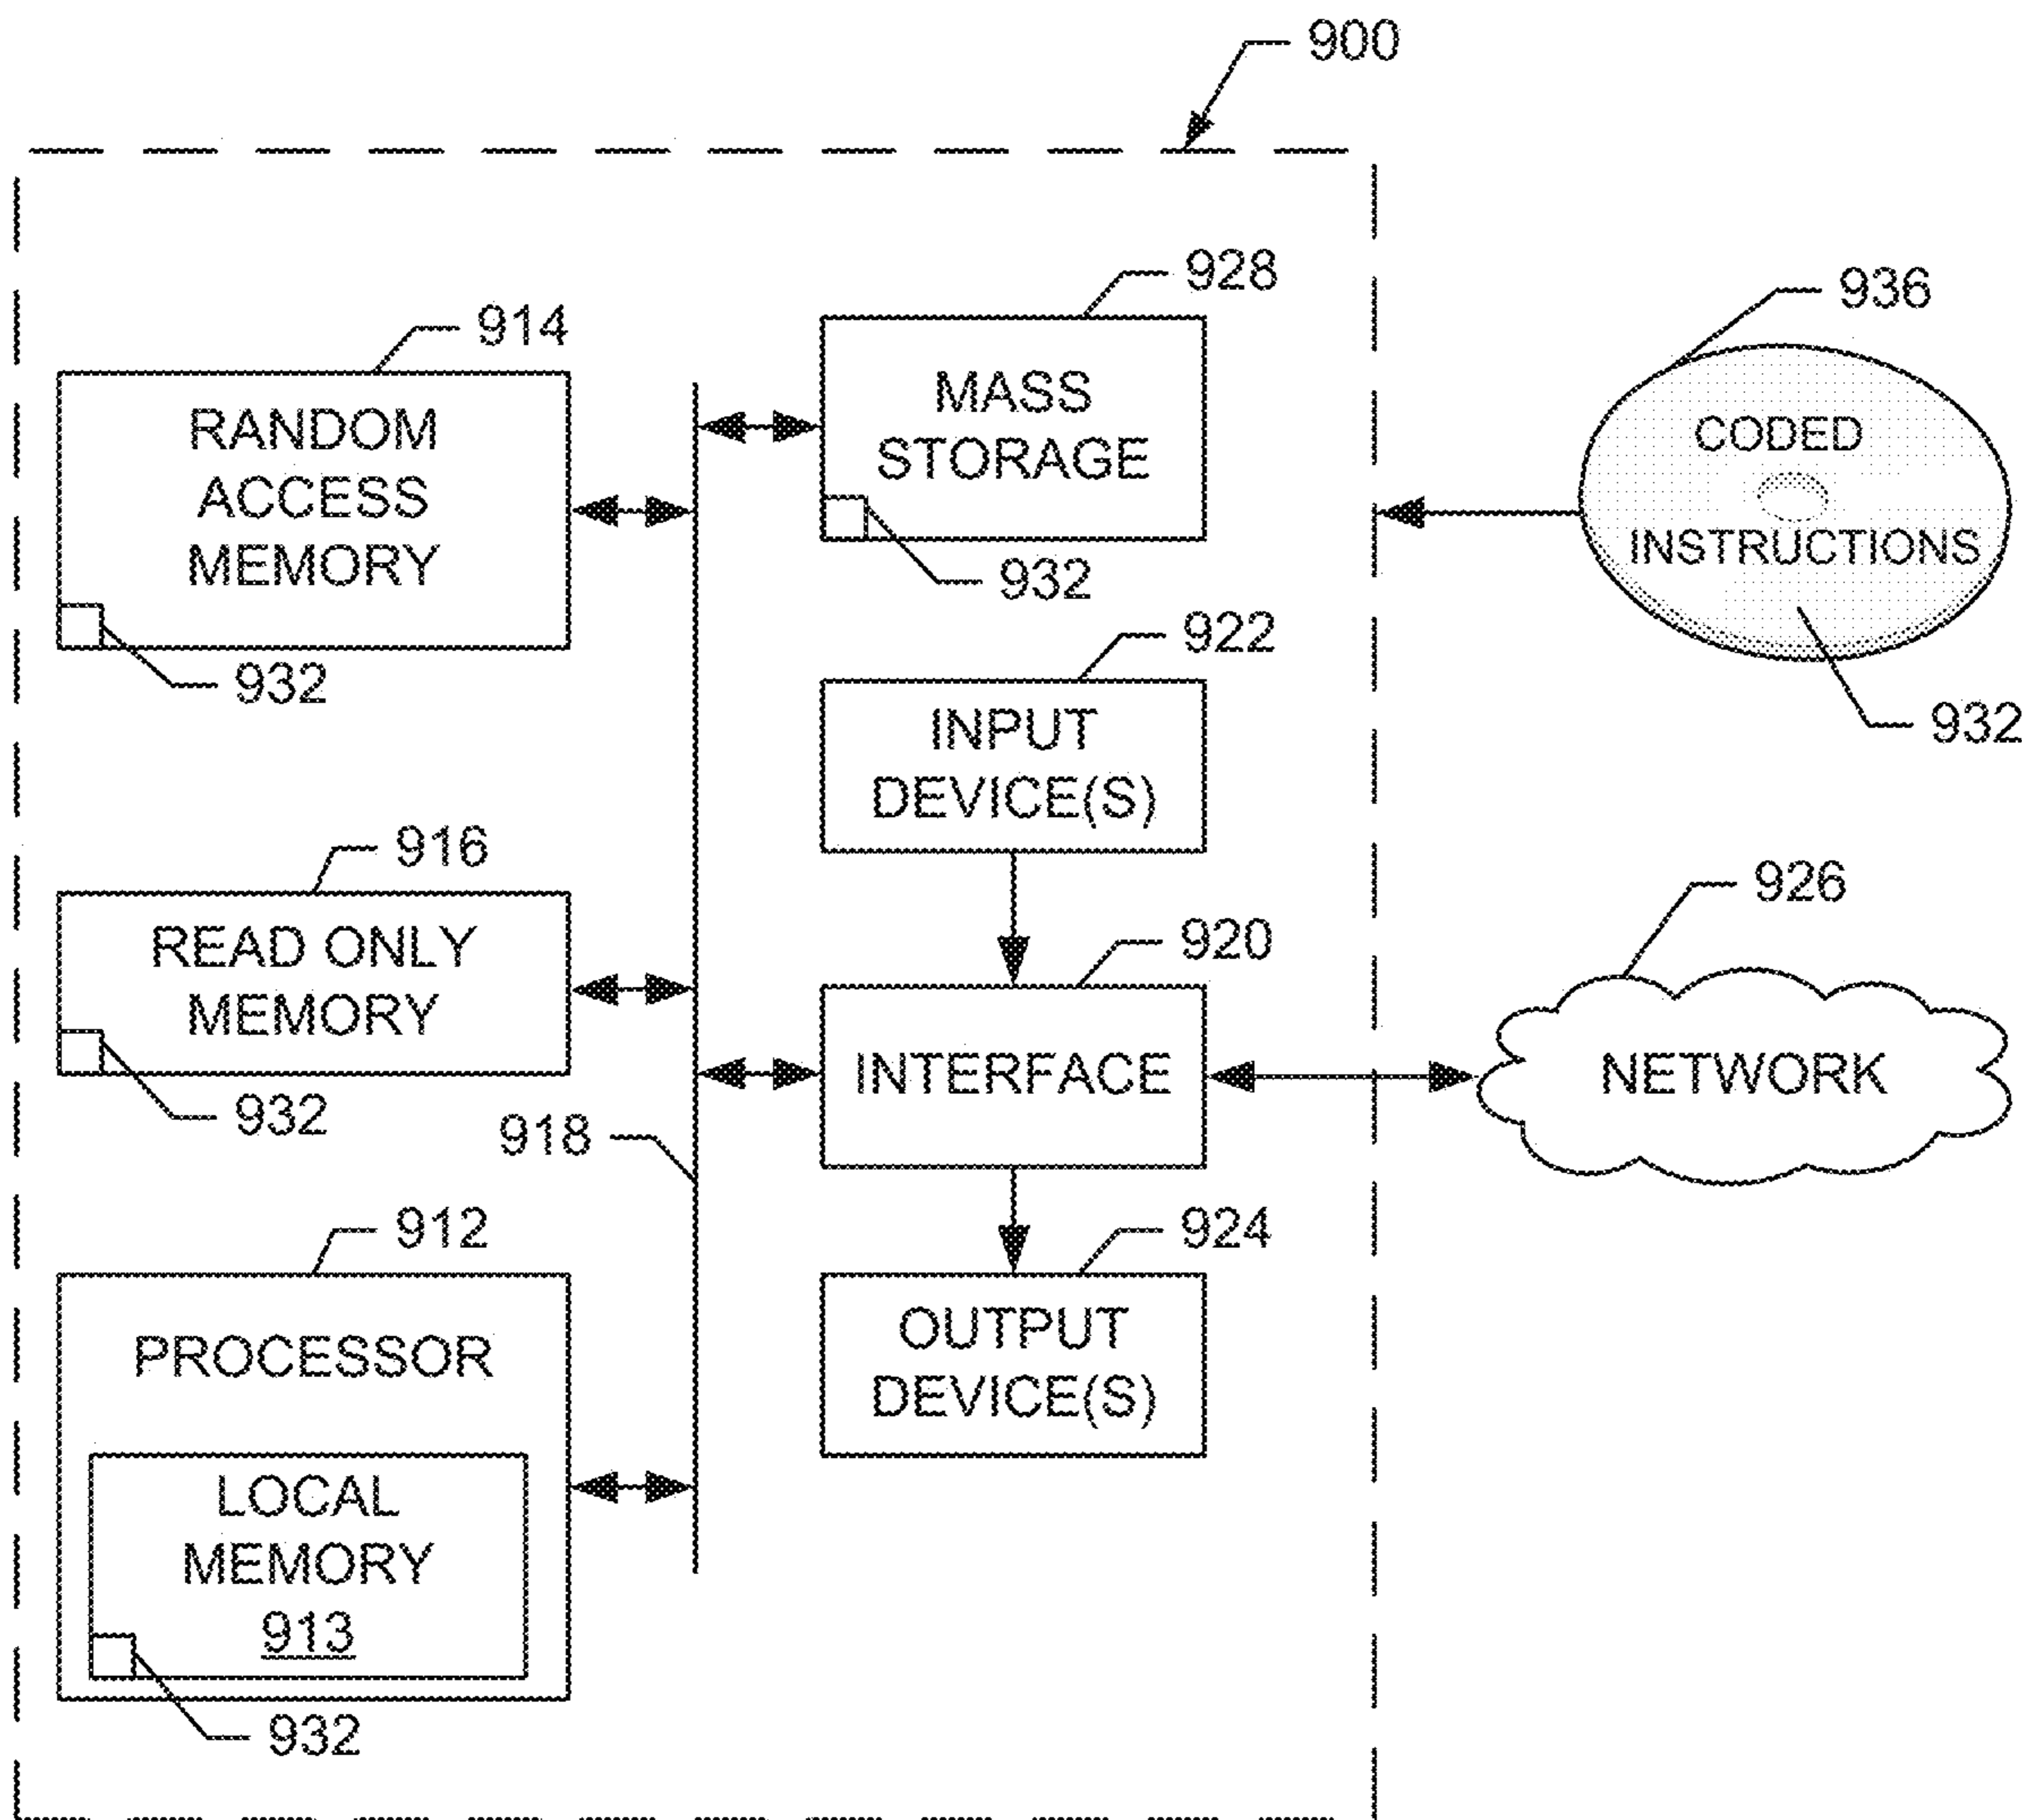 900
928
936
914
MASS
STORAGE
RANDOM
ACCESS
MEMORY
CODED
INSTRUCTIONS
932
922
932
932
INPUT
DEVICE(S)
916
926
READ ONLY
MEMORY
920
INTERFACE
NETWORK
932
918
912
924
PROCESSOR
OUTPUT
DEVICE(S)
LOCAL
MEMORY
913
932